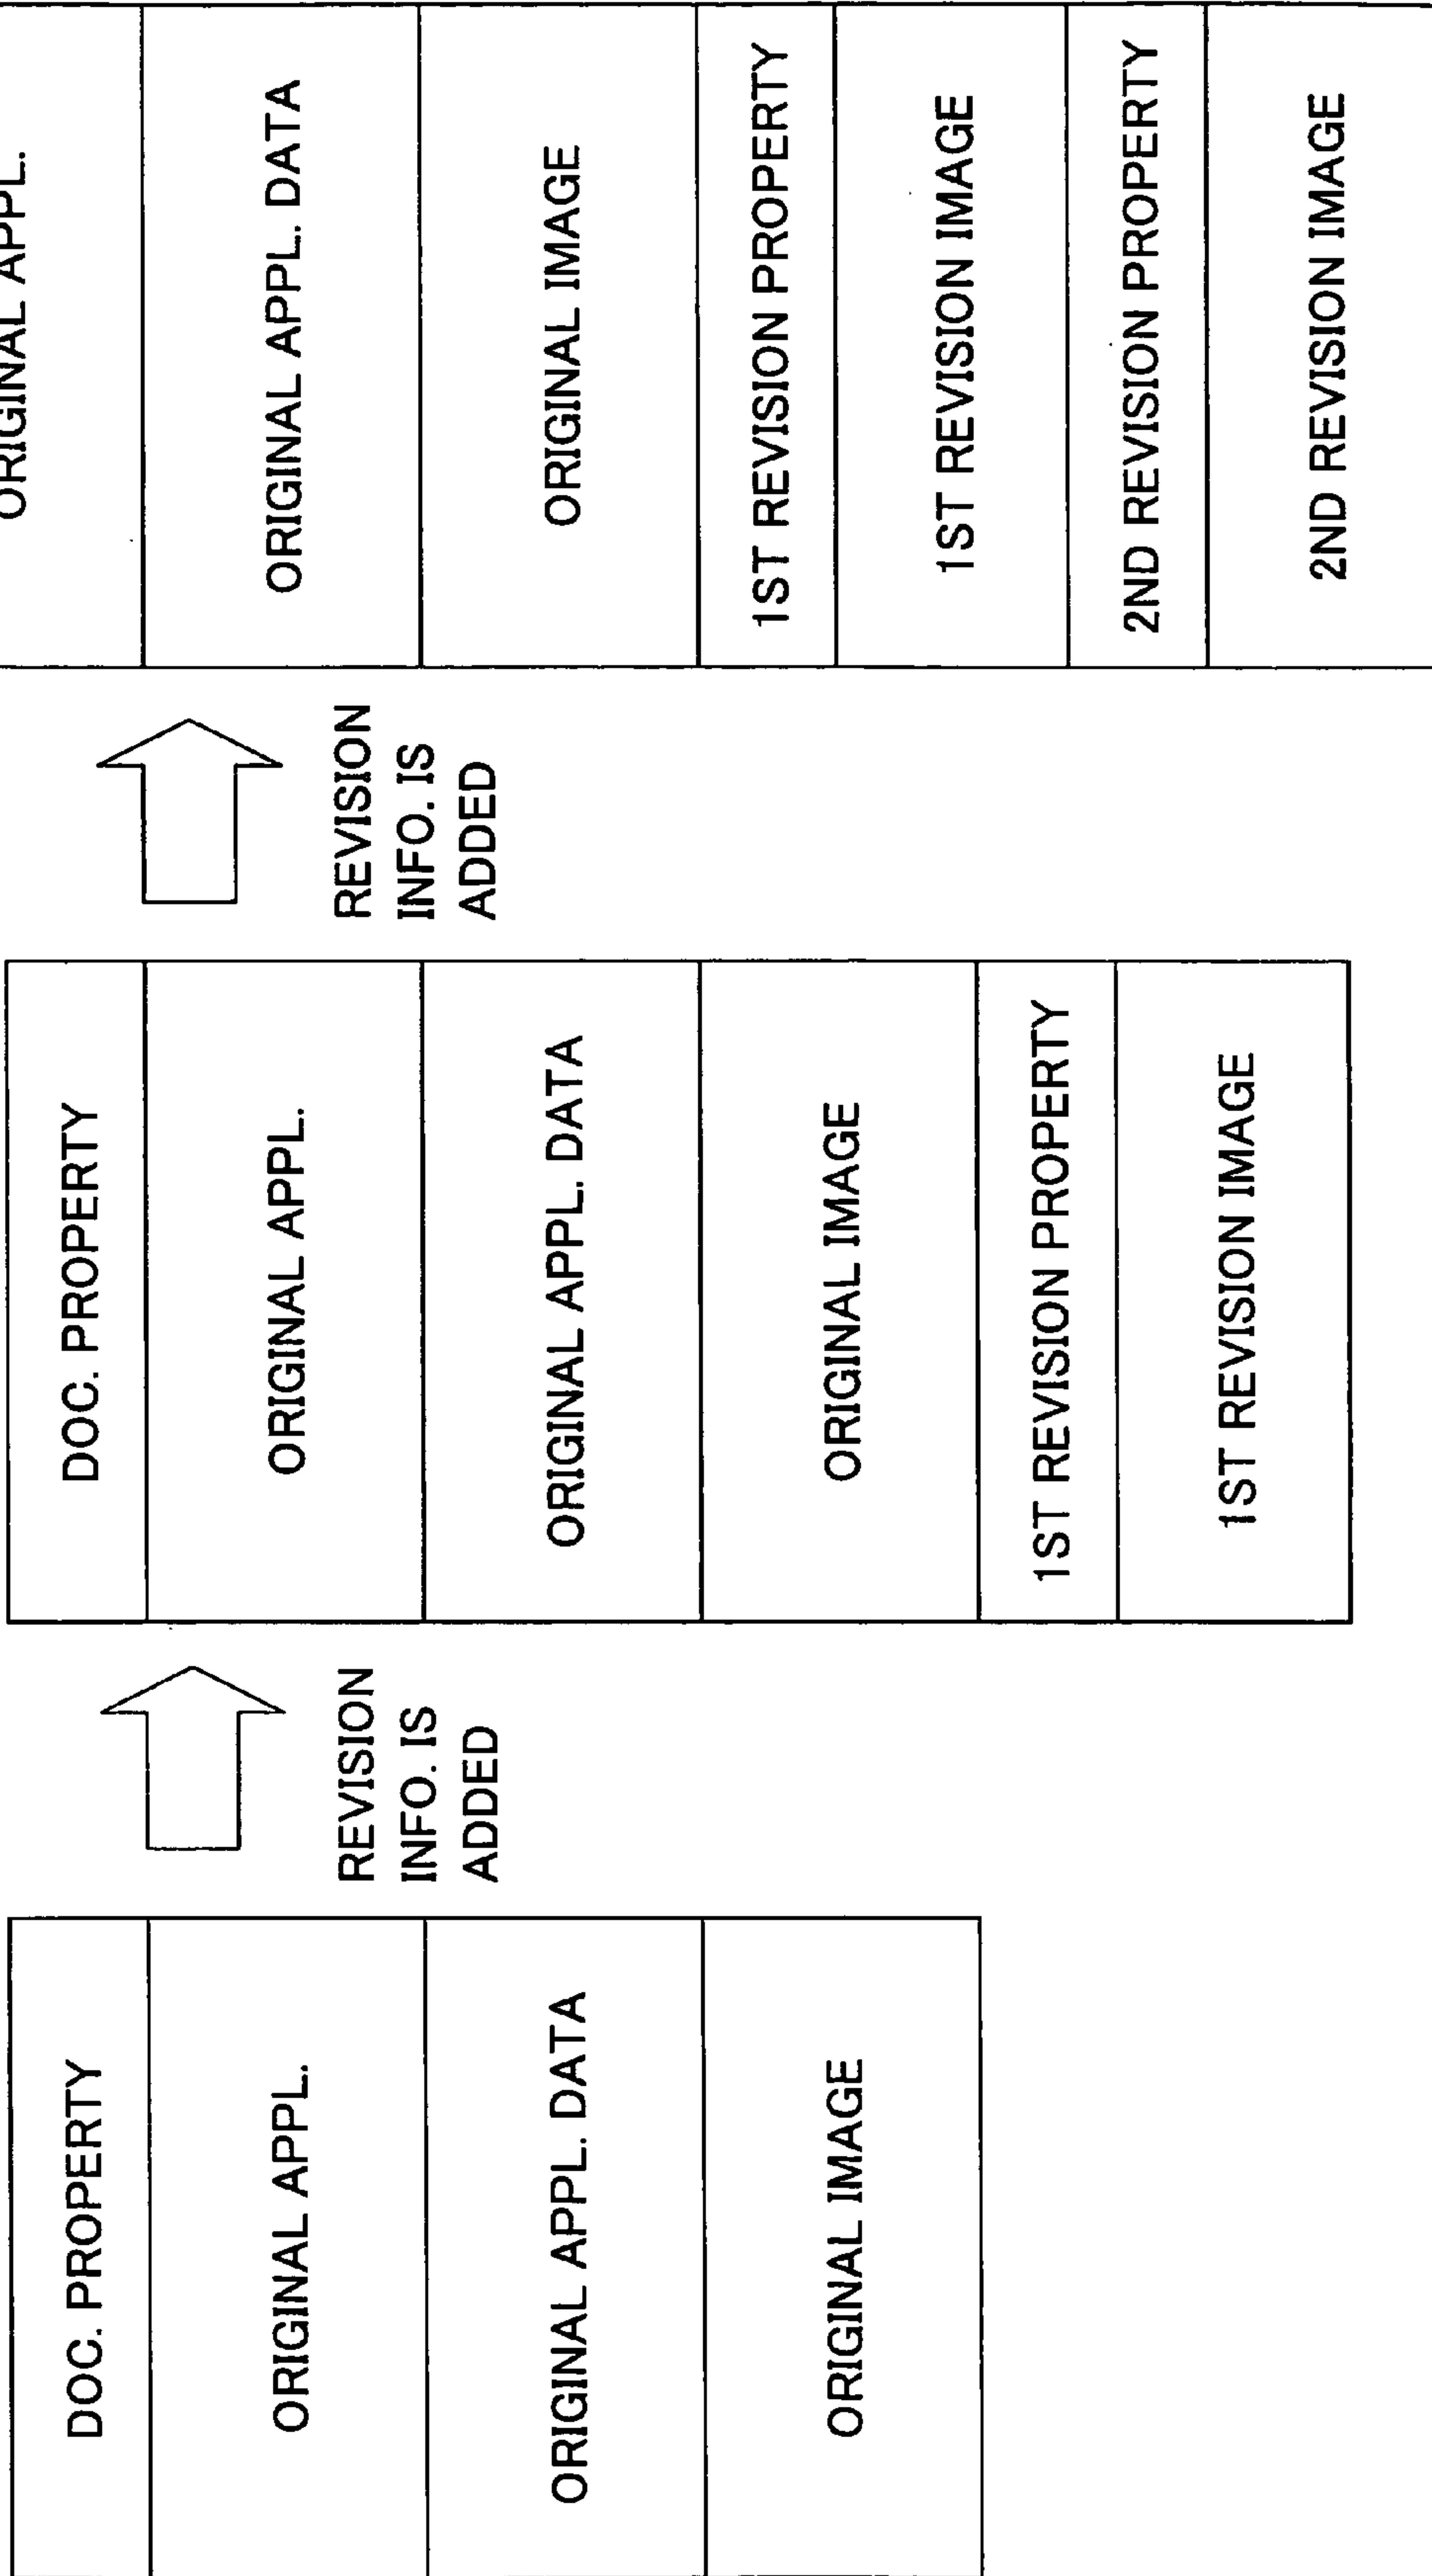 DOC. PROPERTY
ORIGINAL APPL.
ORIGINAL APPL. DATA
ORIGINAL IMAGE
REVISION
INFO. IS
ADDED
DOC. PROPERTY
ORIGINAL APPL.
ORIGINAL APPL. DATA
ORIGINAL IMAGE
1ST REVISION PROPERTY
1ST REVISION IMAGE
REVISION
INFO. IS
ADDED
ORIGINAL APPL.
ORIGINAL APPL. DATA
ORIGINAL IMAGE
1ST REVISION PROPERTY
1ST REVISION IMAGE
2ND REVISION PROPERTY
2ND REVISION IMAGE